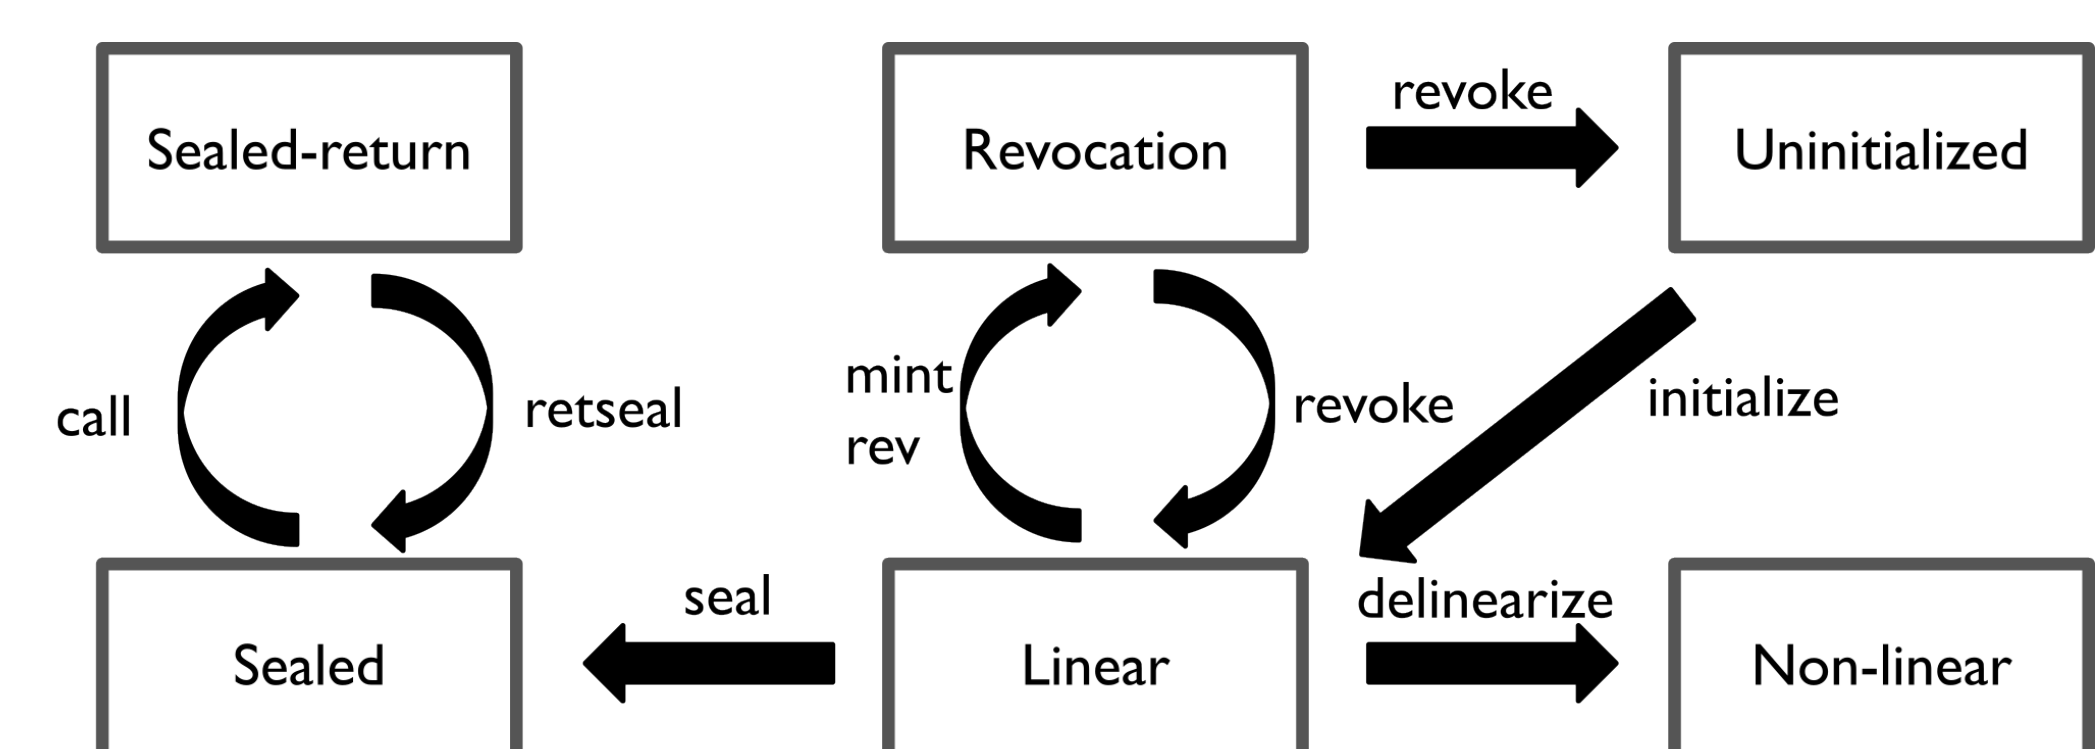 revoke
Sealed-return
Revocation
Uninitialized
mint
rev
call
retseal
revoke
initialize
seal
delinearize
Sealed
Linear
Non-linear